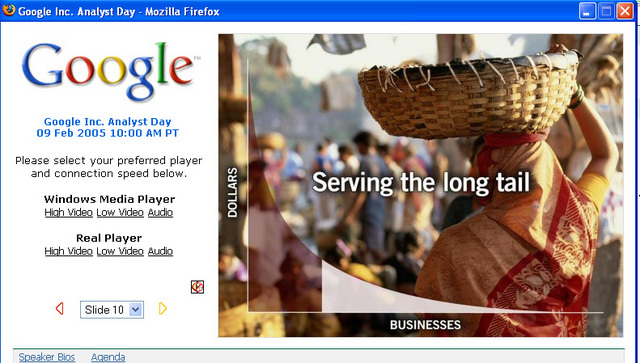 Google Inc. Analyst Day - Mozilla Firefox
Google™
Google Inc. Analyst Day
09 Feb 2005 10:00 AM PT
Please select your preferred player
and connection speed below.
Windows Media Player
High Video Low Video Audio
Real Player
High Video Low Video Audio
Slide 10
DOLLARS
Serving the long tail
BUSINESSES
Speaker Bios Agenda